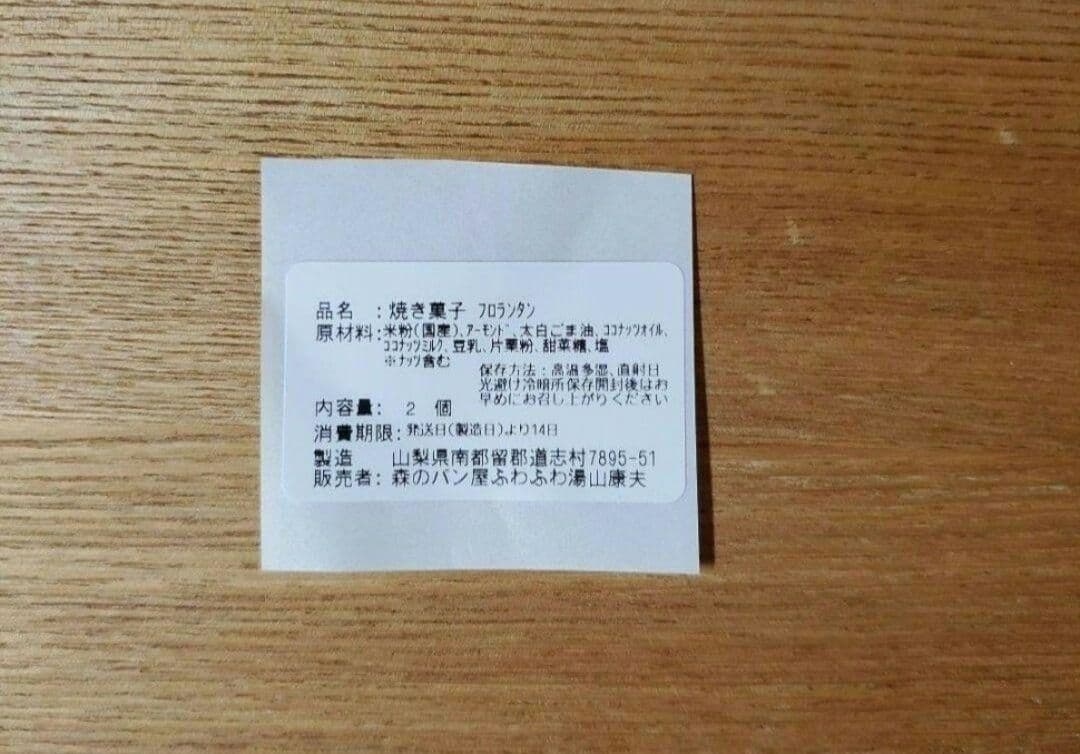 品名 :焼き菓子 フロランタン
原材料:米粉(国産)、アーモンド、太白ごま油、ココナッツオイル、
ココナッツミルク、豆乳、片栗粉、甜菜糖、塩
※ナッツ含む
保存方法:高温多湿、直射日
光避け冷暗所保存開封後はお
早めにお召し上がりください
内容量: 2 個
消費期限:発送日(製造日)より14日
製造 山梨県南都留郡道志村7895-51
販売者:森のパン屋ふわふわ湯山康夫